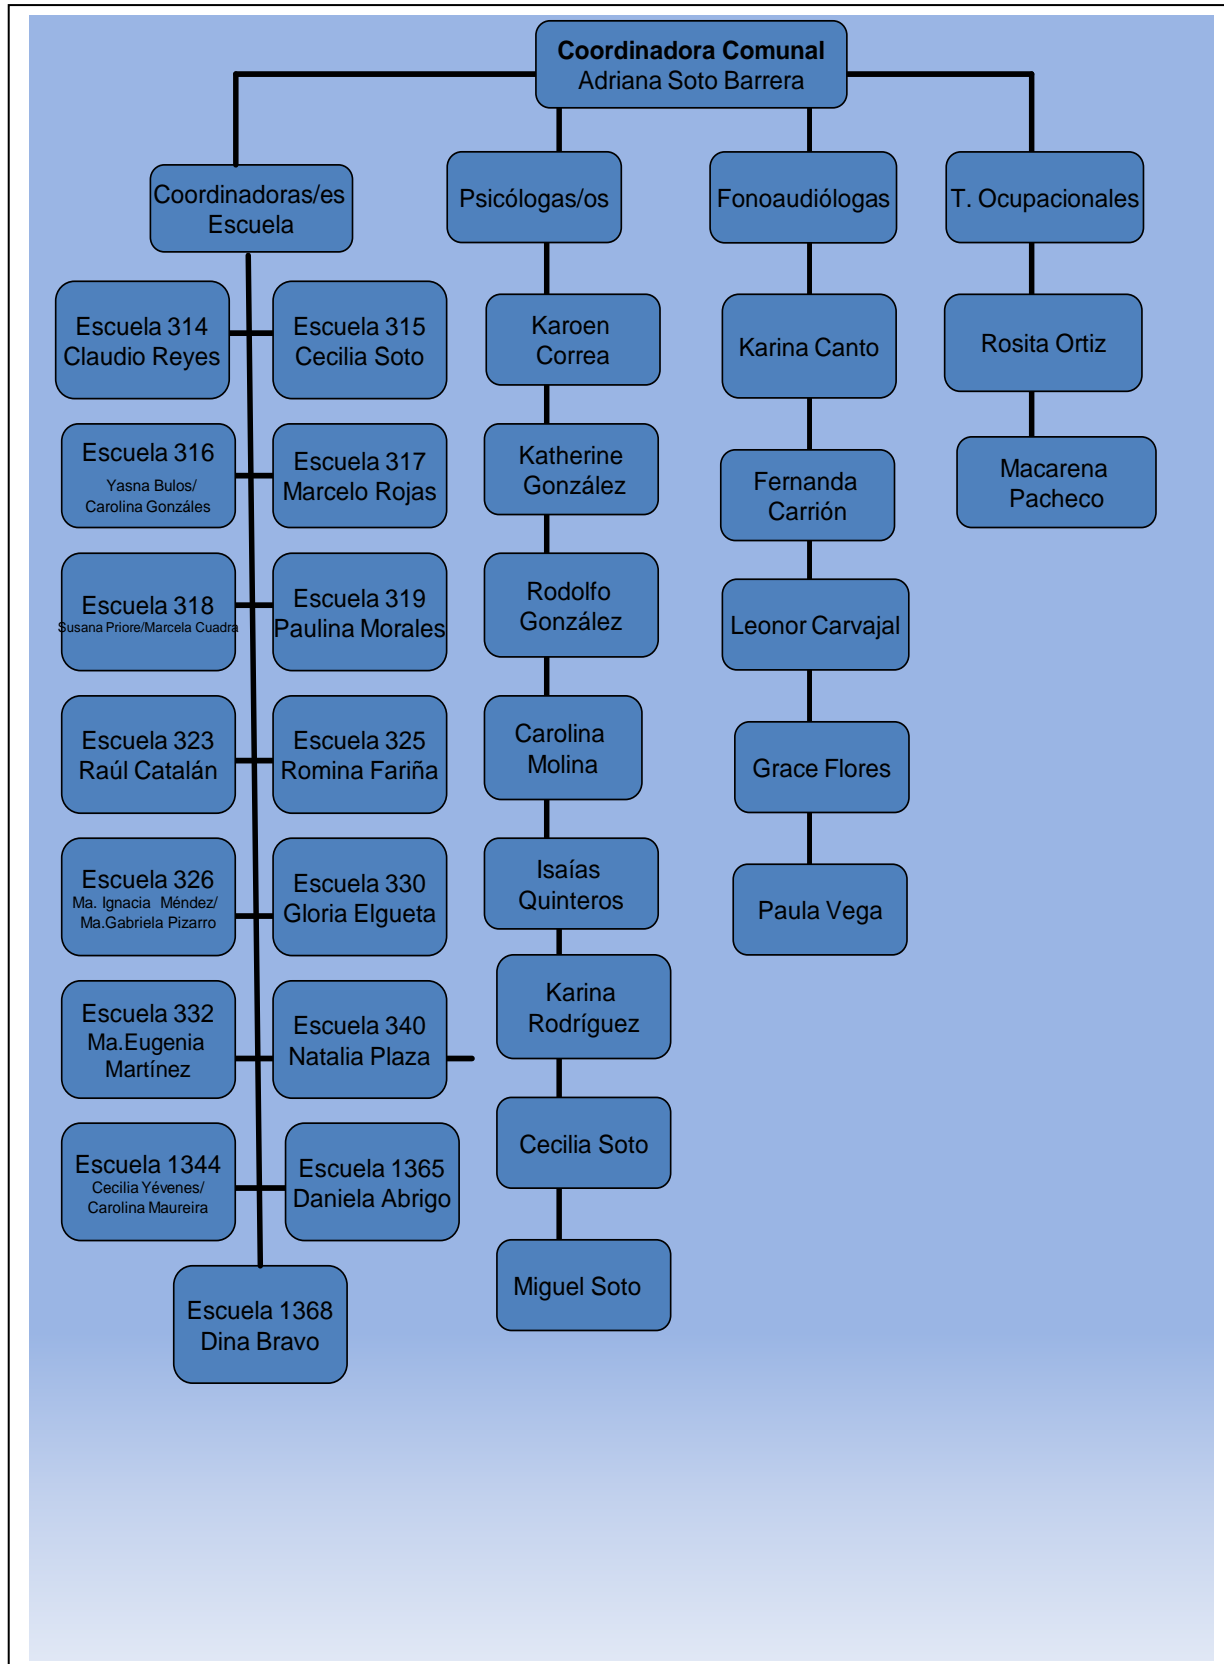 Coordinadora Comunal
Adriana Soto Barrera
Coordinadoras/es
Escuela
Psicólogas/os
Fonoaudiólogas
T. Ocupacionales
Escuela 314
Claudio Reyes
Escuela 315
Cecilia Soto
Escuela 316
Yasna Bulos/
Carolina Gonzáles
Escuela 317
Marcelo Rojas
Escuela 318
Susana Priore/Marcela Cuadra
Escuela 319
Paulina Morales
Escuela 323
Raúl Catalán
Escuela 325
Romina Fariña
Escuela 326
Ma. Ignacia Méndez/
Ma.Gabriela Pizarro
Escuela 330
Gloria Elgueta
Escuela 332
Ma.Eugenia
Martínez
Escuela 340
Natalia Plaza
Escuela 1344
Cecilia Yévenes/
Carolina Maureira
Escuela 1365
Daniela Abrigo
Escuela 1368
Dina Bravo
Karoen
Correa
Katherine
González
Rodolfo
González
Carolina
Molina
Isaías
Quinteros
Karina
Rodríguez
Cecilia Soto
Miguel Soto
Karina Canto
Fernanda
Carrión
Leonor Carvajal
Grace Flores
Paula Vega
Rosita Ortiz
Macarena
Pacheco